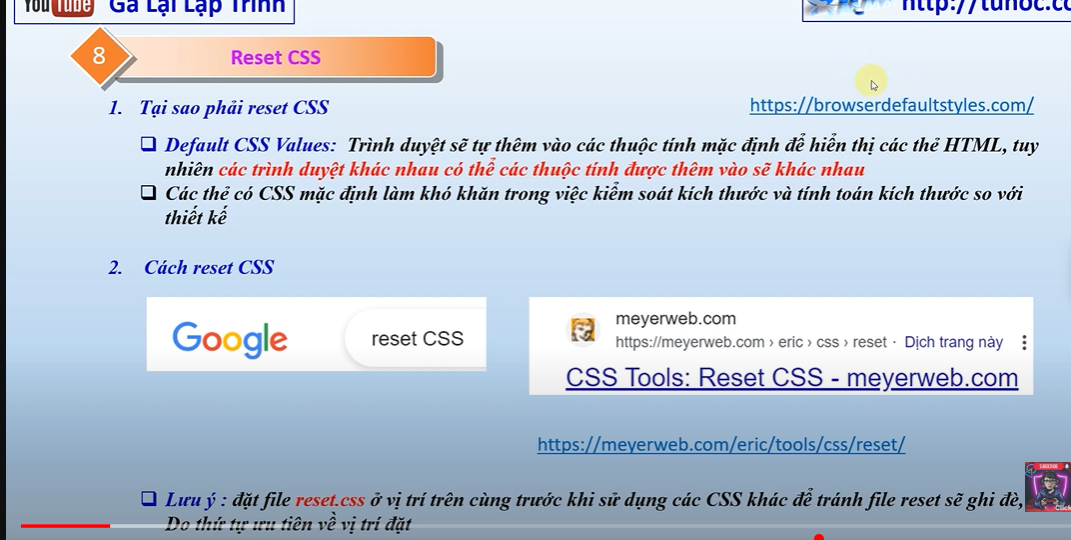 You Tube Gà Lại Lập Trình
http://tuhoc.cc
8
Reset CSS
1. Tại sao phải reset CSS
https://browserdefaultstyles.com/
Default CSS Values: Trình duyệt sẽ tự thêm vào các thuộc tính mặc định để hiển thị các thẻ HTML, tuy
nhiên các trình duyệt khác nhau có thể các thuộc tính được thêm vào sẽ khác nhau
Các thẻ có CSS mặc định làm khó khăn trong việc kiểm soát kích thước và tính toán kích thước so với
thiết kế
2. Cách reset CSS
Google
reset CSS
meyerweb.com
https://meyerweb.com › eric › css › reset · Dịch trang này
CSS Tools: Reset CSS - meyerweb.com
https://meyerweb.com/eric/tools/css/reset/
SUBSCRIBE
Lưu ý : đặt file reset.css ở vị trí trên cùng trước khi sử dụng các CSS khác để tránh file reset sẽ ghi đè,
Click
Do thứ tự ưu tiên về vị trí đặt